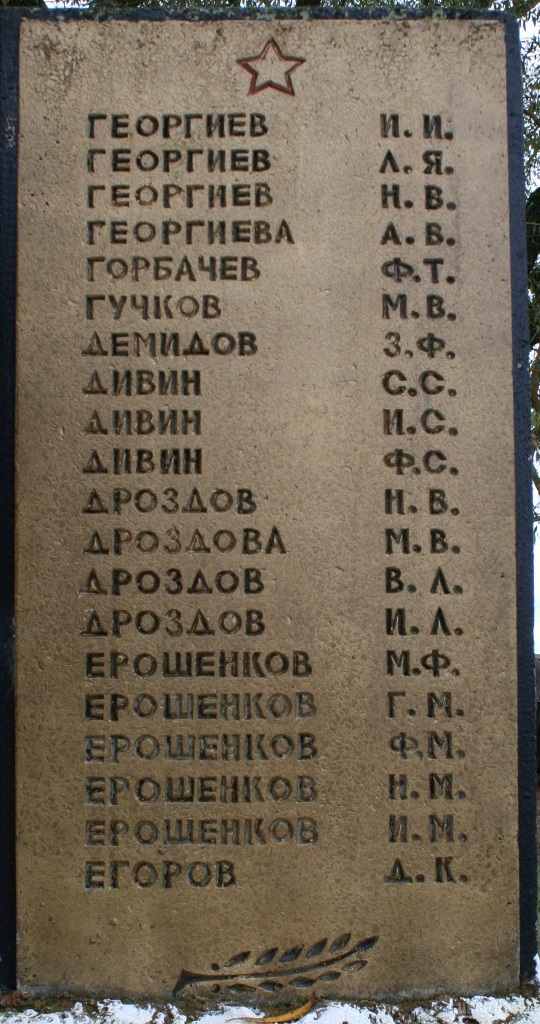 ГЕОРГИЕВ И. И.
ГЕОРГИЕВ Л. Я.
ГЕОРГИЕВ Н. В.
ГЕОРГИЕВА А. В.
ГОРБАЧЕВ Ф. Т.
ГУЧКОВ М. В.
ДЕМИДОВ З. Ф.
ДИВИН С. С.
ДИВИН И. С.
ДИВИН Ф. С.
ДРОЗДОВ Н. В.
ДРОЗДОВА М. В.
ДРОЗДОВ В. Л.
ДРОЗДОВ И. Л.
ЕРОШЕНКОВ М. Ф.
ЕРОШЕНКОВ Г. М.
ЕРОШЕНКОВ Ф. М.
ЕРОШЕНКОВ Н. М.
ЕРОШЕНКОВ И. М.
ЕГОРОВ Д. К.